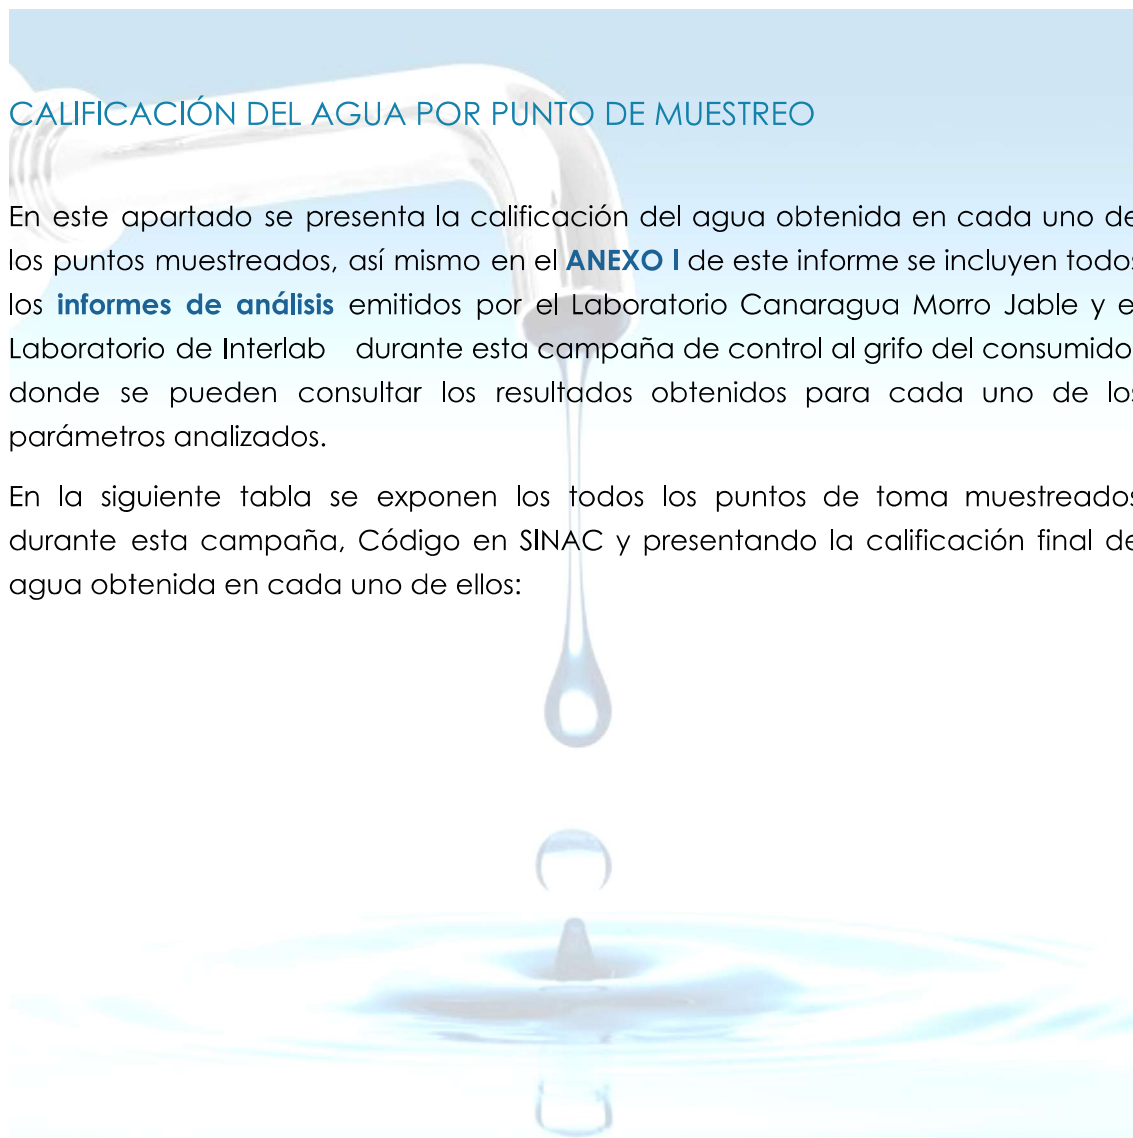 CALIFICACIÓN DEL AGUA POR PUNTO DE MUESTREO
En este apartado se presenta la calificación del agua obtenida en cada uno de
los puntos muestreados, así mismo en el ANEXO I de este informe se incluyen todos
los informes de análisis emitidos por el Laboratorio Canaragua Morro Jable y e
Laboratorio de Interlab durante esta campaña de control al grifo del consumido
donde se pueden consultar los resultados obtenidos para cada uno de los
parámetros analizados.
En la siguiente tabla se exponen los todos los puntos de toma muestreados
durante esta campaña, Código en SINAC y presentando la calificación final de
agua obtenida en cada uno de ellos: